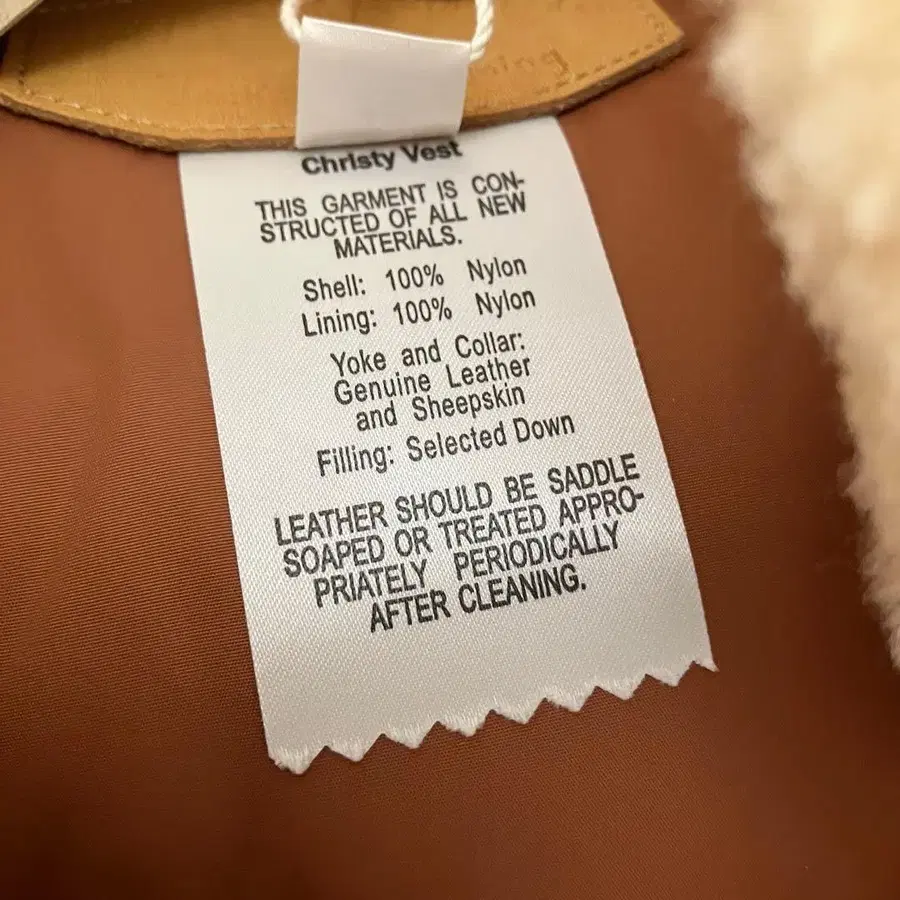 Christy Vest
THIS GARMENT IS CON-
STRUCTED OF ALL NEW
MATERIALS.
Shell: 100% Nylon
Lining: 100% Nylon
Yoke and Collar:
Genuine Leather
and Sheepskin
Filling: Selected Down
LEATHER SHOULD BE SADDLE
SOAPED OR TREATED APPRO-
PRIATELY PERIODICALLY
AFTER CLEANING.